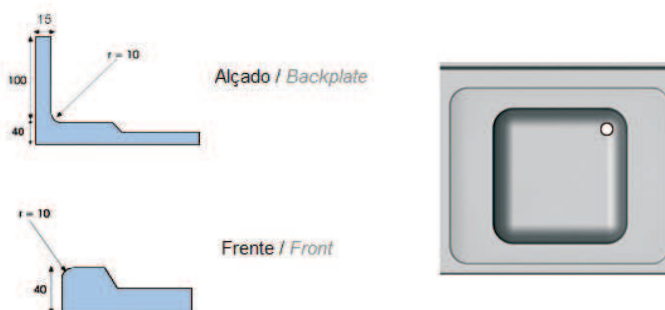 15
r = 10
100
Alçado / Backplate
40
r = 10
Frente / Front
40